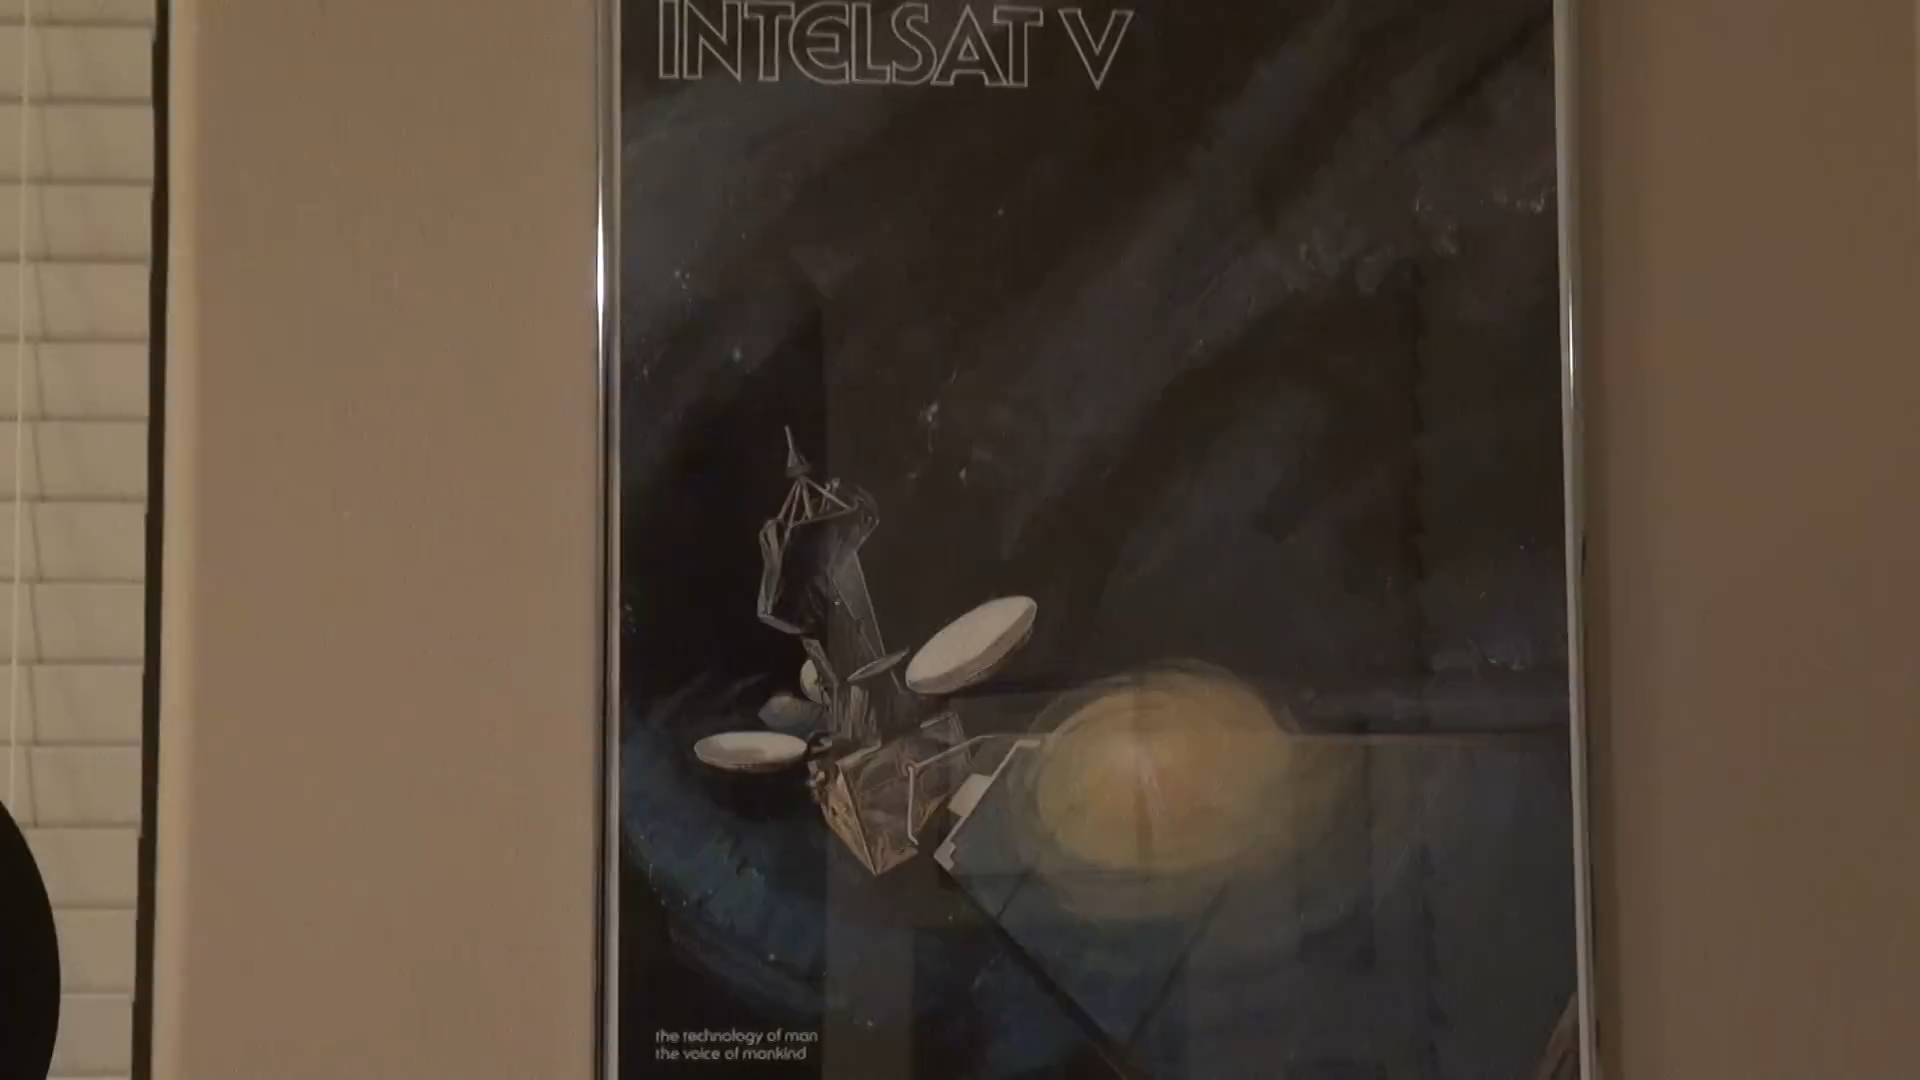 INTELSAT V
the technology of man
the voice of mankind